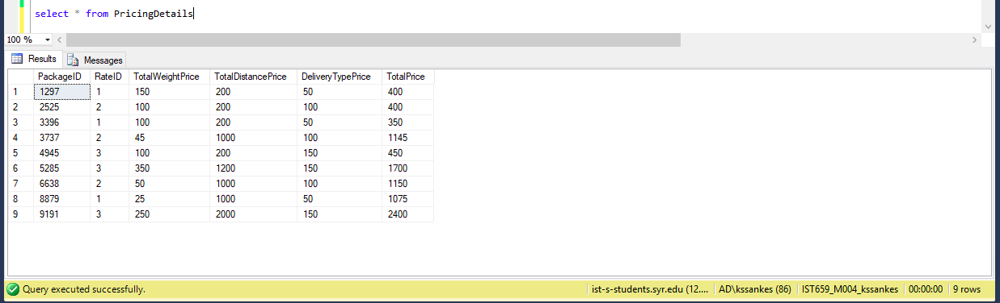 select * from PricingDetails
100 %
Results Messages
PackageID RateID TotalWeightPrice TotalDistancePrice DeliveryTypePrice TotalPrice
1 1297 1 150 200 50 400
2 2525 2 100 200 100 400
3 3396 1 100 200 50 350
4 3737 2 45 1000 100 1145
5 4945 3 100 200 150 450
6 5285 3 350 1200 150 1700
7 6638 2 50 1000 100 1150
8 8879 1 25 1000 50 1075
9 9191 3 250 2000 150 2400
Query executed successfully. ist-s-students.syr.edu (12.... AD\kssankes (86) IST659_M004_kssankes 00:00:00 9 rows